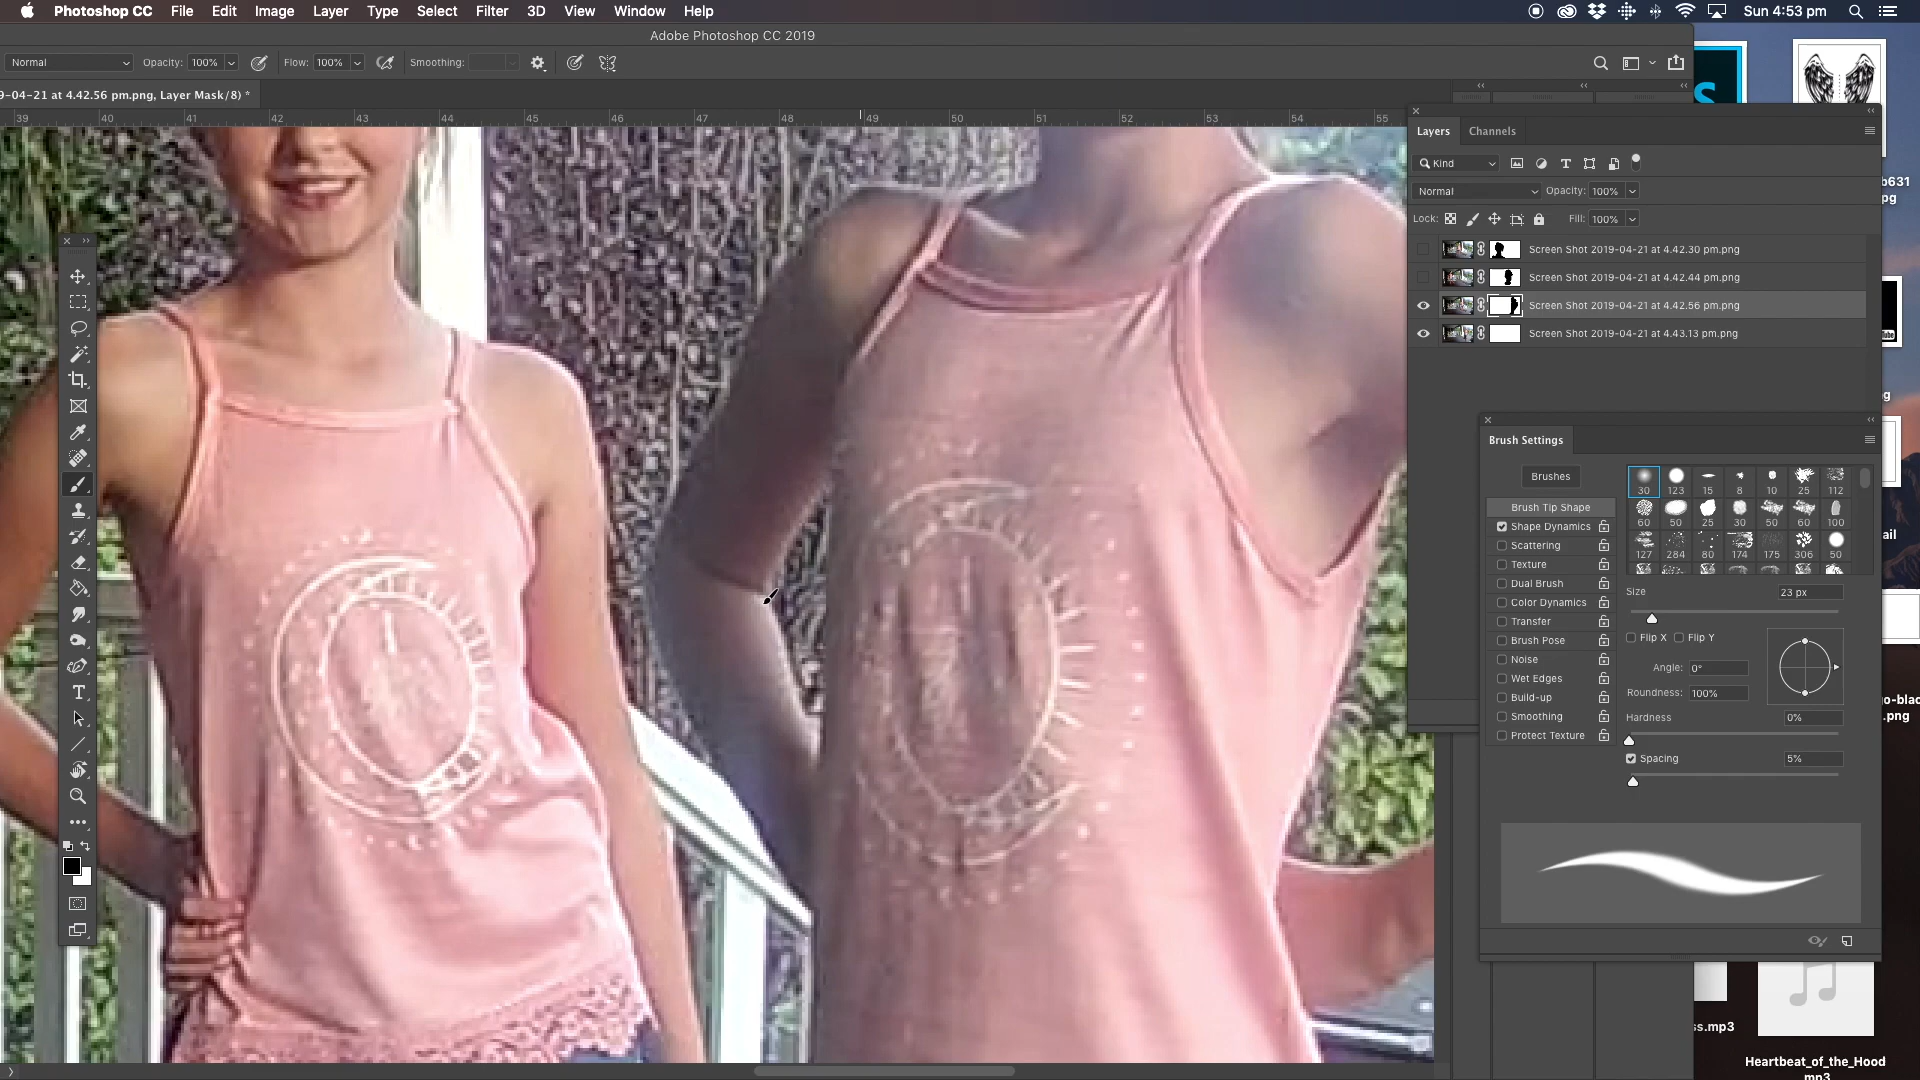 Photoshop CC File Edit Image Layer Type Select Filter 3D View Window Help Sun 4:53 pm
Adobe Photoshop CC 2019
Normal Opacity: 100% Flow: 100% Smoothing:
9-04-21 at 4.42.56 pm.png, Layer Mask/8) *
39 40 41 42 43 44 45 46 47 48 49 50 51 52 53 54 55
Layers Channels
Kind
Normal Opacity: 100%
Lock: Fill: 100%
Screen Shot 2019-04-21 at 4.42.30 pm.png
Screen Shot 2019-04-21 at 4.42.44 pm.png
Screen Shot 2019-04-21 at 4.42.56 pm.png
Screen Shot 2019-04-21 at 4.43.13 pm.png
b631
pg
g
ail
go-blac
.png
Brush Settings
Brushes
30 123 15 8 10 25 112
60 50 25 30 50 60 100
127 284 80 174 175 306 50
Brush Tip Shape
Shape Dynamics
Scattering
Texture
Dual Brush
Color Dynamics
Transfer
Brush Pose
Noise
Wet Edges
Build-up
Smoothing
Protect Texture
Size 23 px
Flip X Flip Y
Angle: 0°
Roundness: 100%
Hardness 0%
Spacing 5%
ss.mp3
Heartbeat_of_the_Hood
.mp3